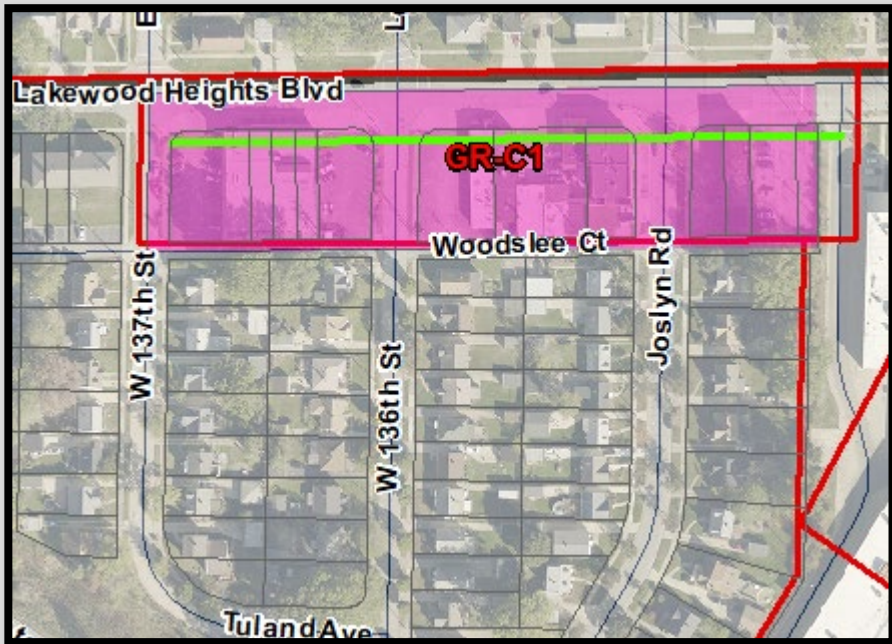 Lakewood Heights Blvd
GR-C1
Woodslee Ct
W 137th St
W 136th St
Joslyn Rd
Tuland Ave